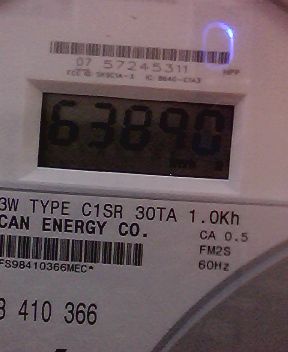 07 57245311
NPP
63890
3W TYPE C1SR 30TA 1.0Kh
CAN ENERGY CO.
CA 0.5
FM2S
60Hz
FS98410366MEC*
410 366